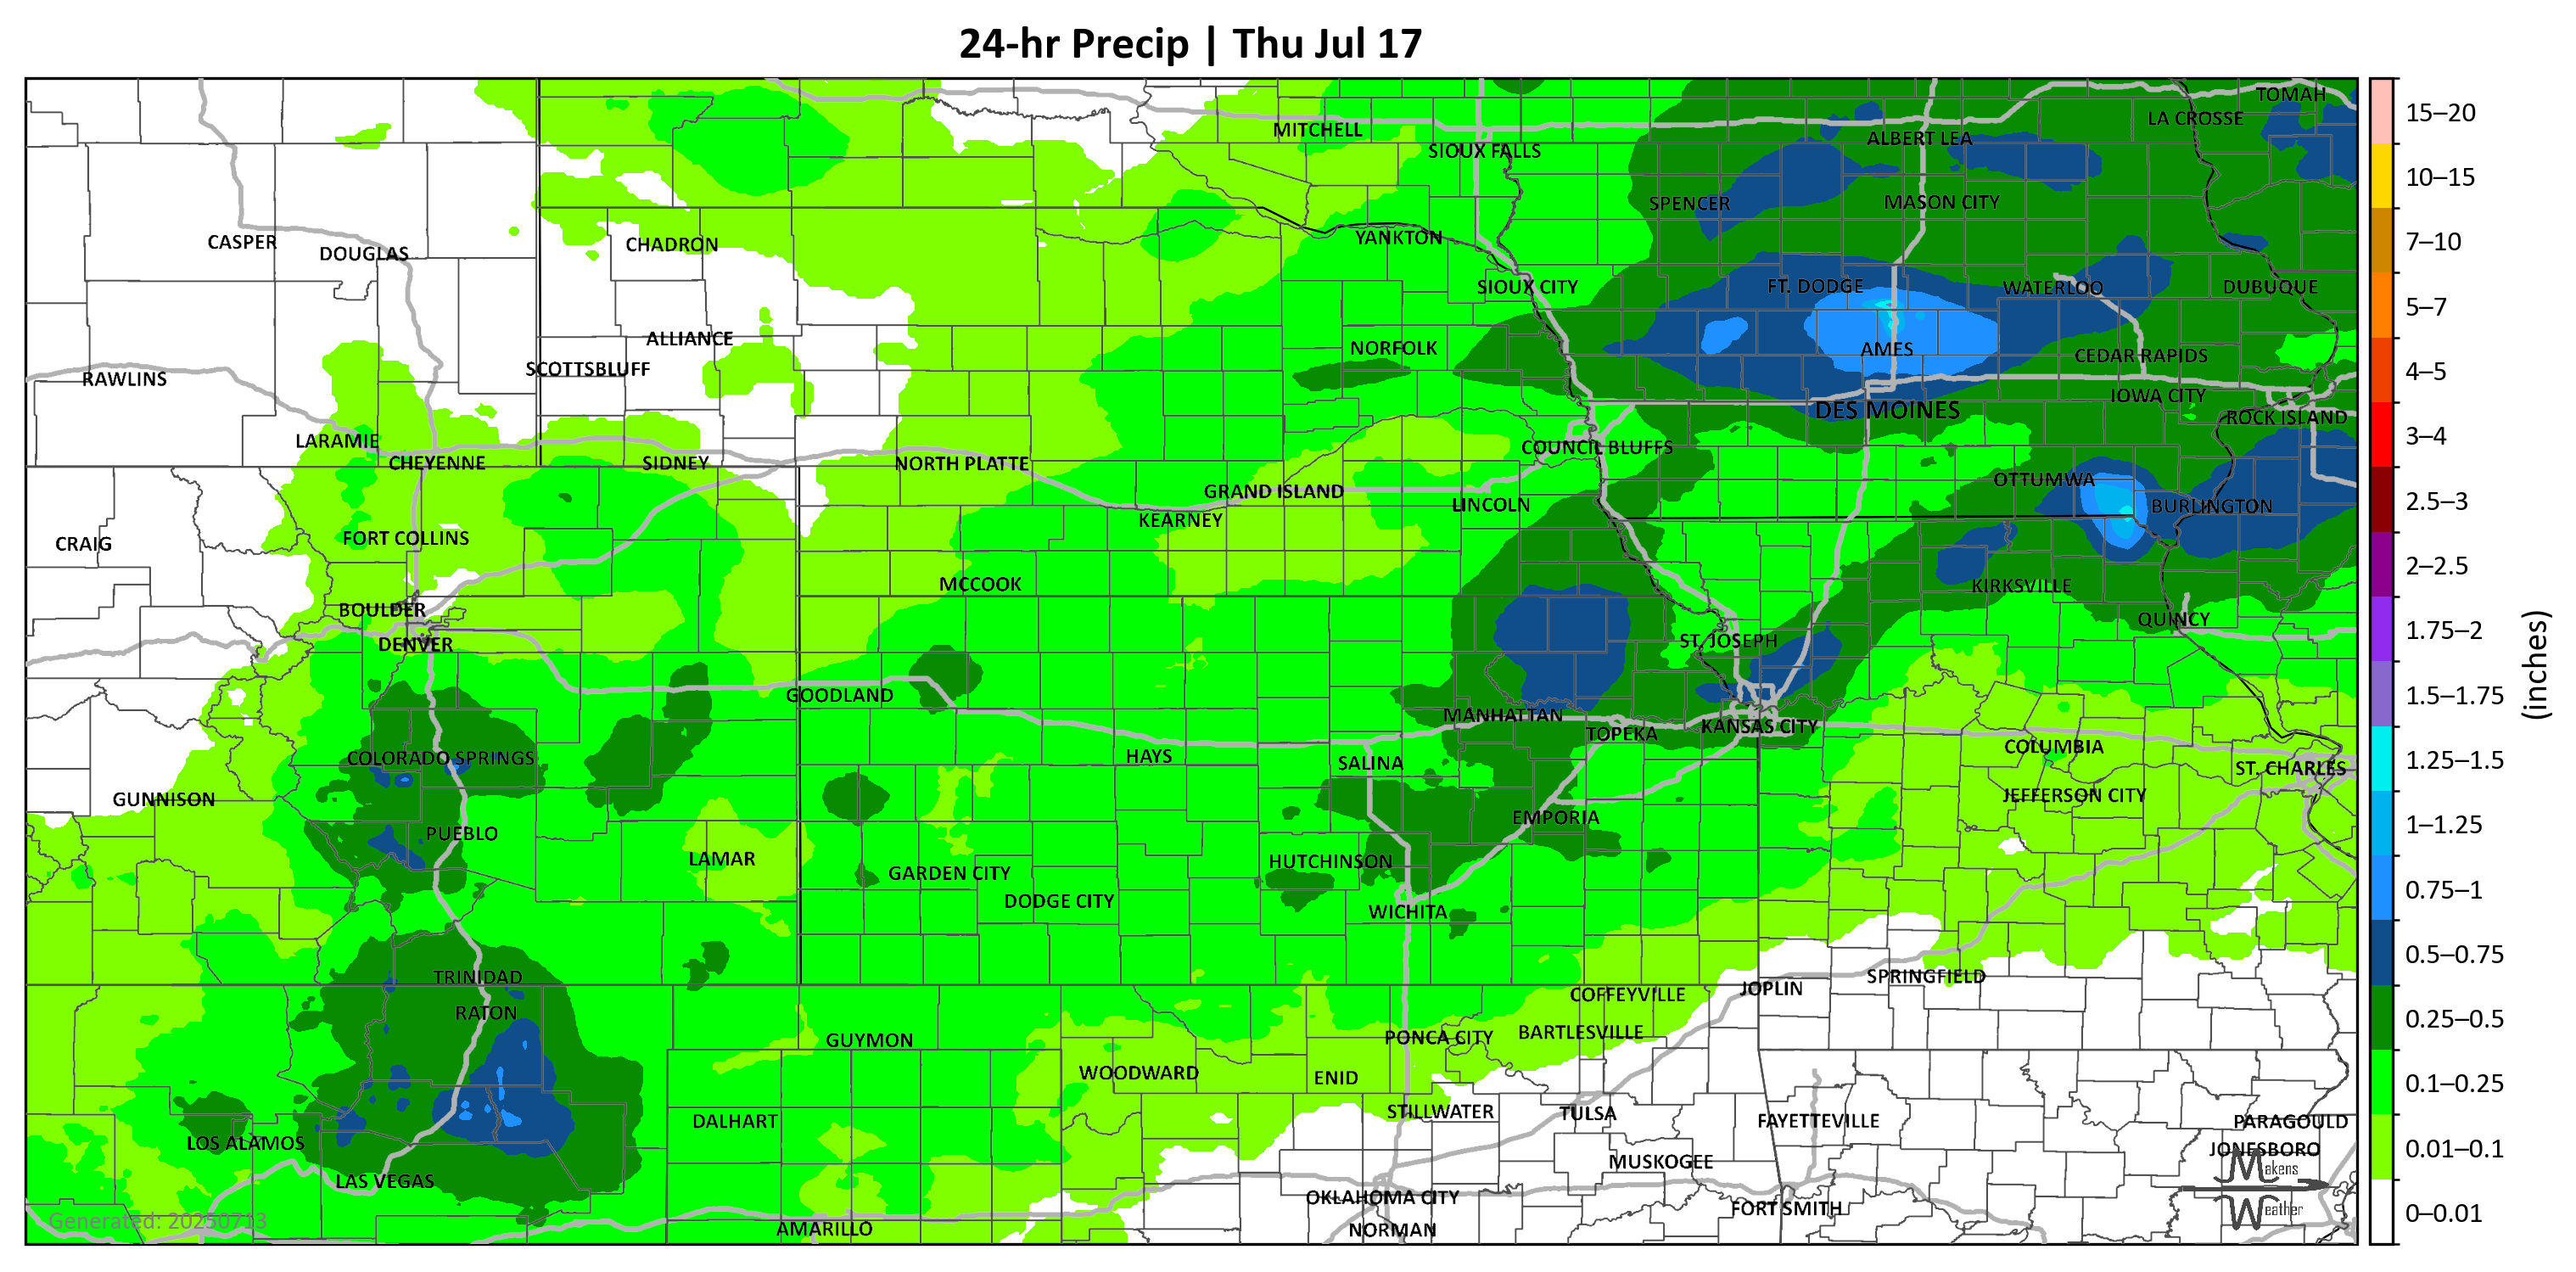 24-hr Precip | Thu Jul 17
TOMAH
LA CROSSE
MITCHELL
ALBERT LEA
SIOUX FALLS
SPENCER
MASON CITY
YANKTON
CASPER
CHADRON
DOUGLAS
SIOUX CITY
FT. DODGE
WATERLOO
DUBUQUE
ALLIANCE
NORFOLK
AMES
CEDAR RAPIDS
SCOTTSBLUFF
RAWLINS
IOWA CITY
DES MOINES
ROCK ISLAND
LARAMIE
COUNCIL BLUFFS
CHEYENNE
SIDNEY
NORTH PLATTE
OTTUMWA
GRAND ISLAND
LINCOLN
BURLINGTON
KEARNEY
FORT COLLINS
CRAIG
MCCOOK
KIRKSVILLE
BOULDER
QUINCY
DENVER
ST. JOSEPH
GOODLAND
MANHATTAN
KANSAS CITY
TOPEKA
COLUMBIA
COLORADO SPRINGS
HAYS
SALINA
ST. CHARLES
GUNNISON
JEFFERSON CITY
EMPORIA
PUEBLO
LAMAR
HUTCHINSON
GARDEN CITY
DODGE CITY
WICHITA
TRINIDAD
SPRINGFIELD
JOPLIN
COFFEYVILLE
RATON
BARTLESVILLE
PONCA CITY
GUYMON
WOODWARD
ENID
STILLWATER
TULSA
DALHART
FAYETTEVILLE
PARAGOULD
LOS ALAMOS
JONESBORO
MUSKOGEE
LAS VEGAS
OKLAHOMA CITY
FORT SMITH
AMARILLO
NORMAN
Generated: 20250713
Makens
Weather
15–20
10–15
7–10
5–7
4–5
3–4
2.5–3
2–2.5
1.75–2
1.5–1.75
1.25–1.5
1–1.25
0.75–1
0.5–0.75
0.25–0.5
0.1–0.25
0.01–0.1
0–0.01
(inches)